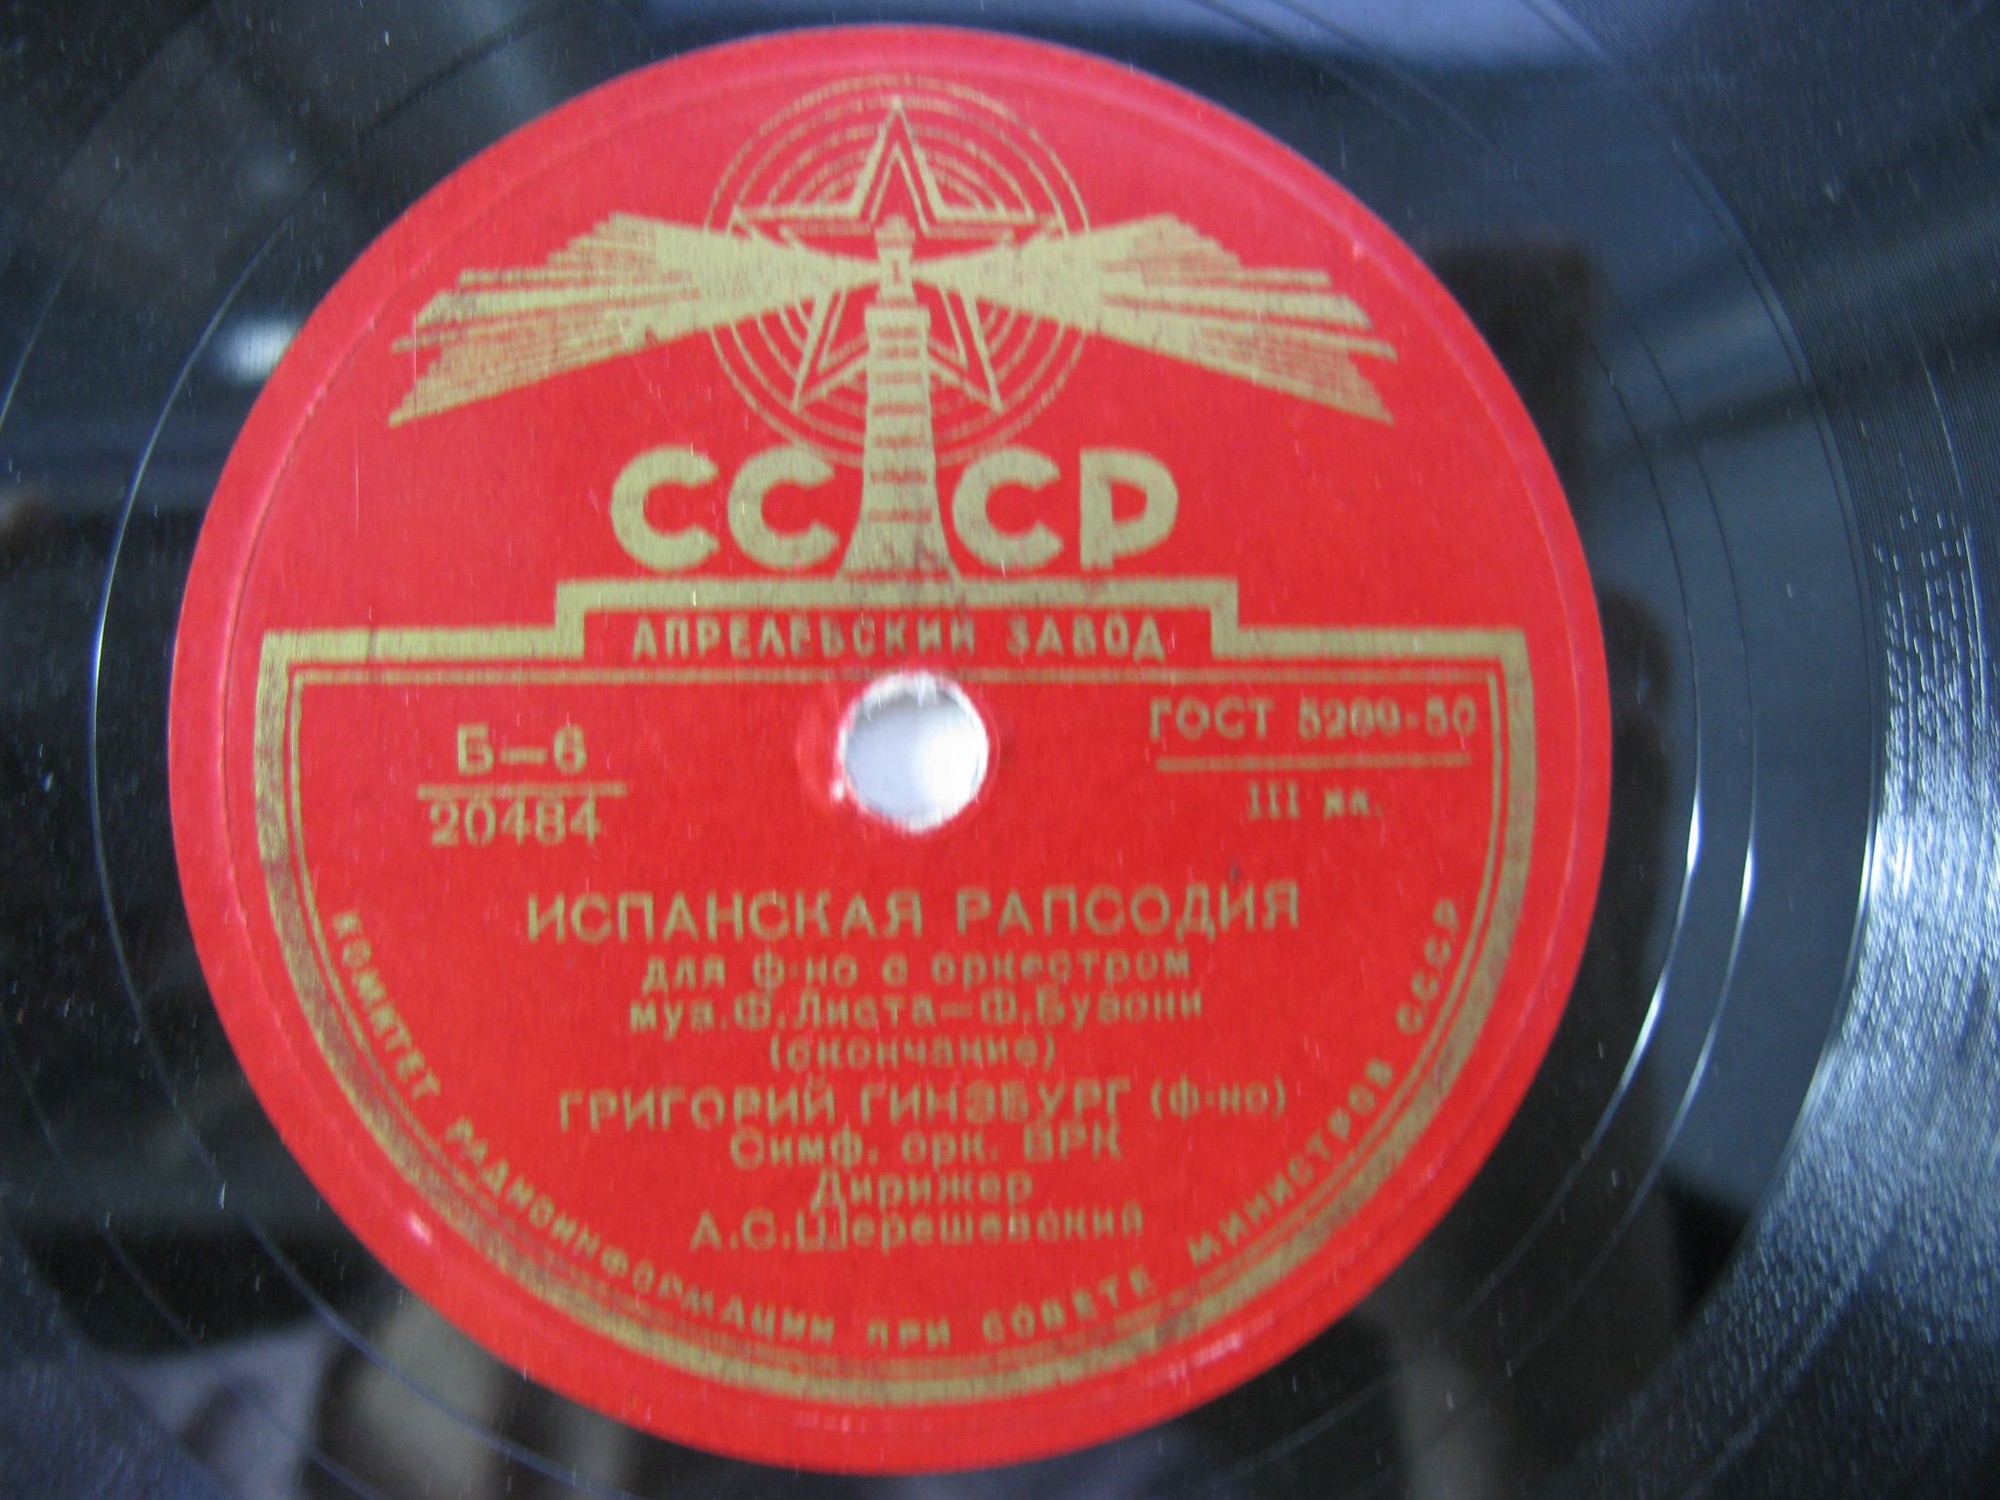 СССР
АПРЕЛЕВСКИЙ ЗАВОД
Б—6
20484
ГОСТ 5289-50
III кл.
ИСПАНСКАЯ РАПСОДИЯ
для ф-но с оркестром
муз. Ф. Листа—Ф. Бузони
(окончание)
ГРИГОРИЙ ГИНЗБУРГ (ф-но)
Симф. орк. ВРК
Дирижер
А. С. Шерешевский
КОМИТЕТ РАДИОИНФОРМАЦИИ ПРИ СОВЕТЕ МИНИСТРОВ СССР